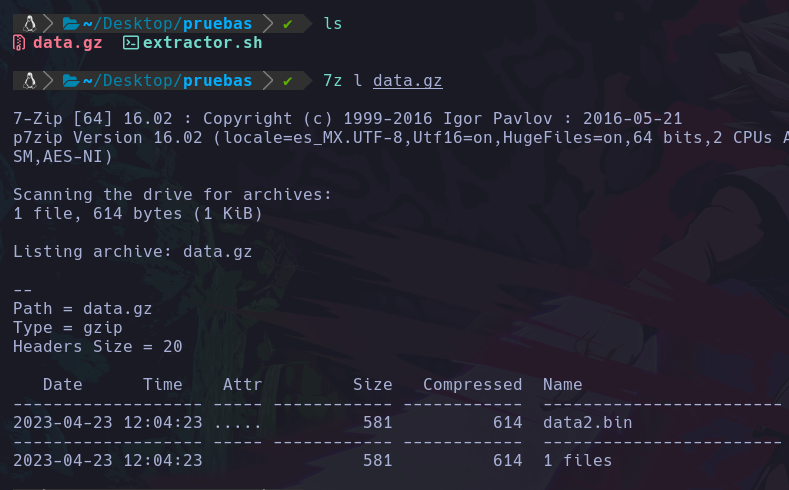 ~/Desktop/pruebas ✔ ls
data.gz extractor.sh
~/Desktop/pruebas ✔ 7z l data.gz
7-Zip [64] 16.02 : Copyright (c) 1999-2016 Igor Pavlov : 2016-05-21
p7zip Version 16.02 (locale=es_MX.UTF-8,Utf16=on,HugeFiles=on,64 bits,2 CPUs A
SM,AES-NI)
Scanning the drive for archives:
1 file, 614 bytes (1 KiB)
Listing archive: data.gz
--
Path = data.gz
Type = gzip
Headers Size = 20
   Date      Time    Attr         Size   Compressed  Name
------------------- ----- ------------ ------------  ------------------------
2023-04-23 12:04:23 .....          581          614  data2.bin
------------------- ----- ------------ ------------  ------------------------
2023-04-23 12:04:23                581          614  1 files